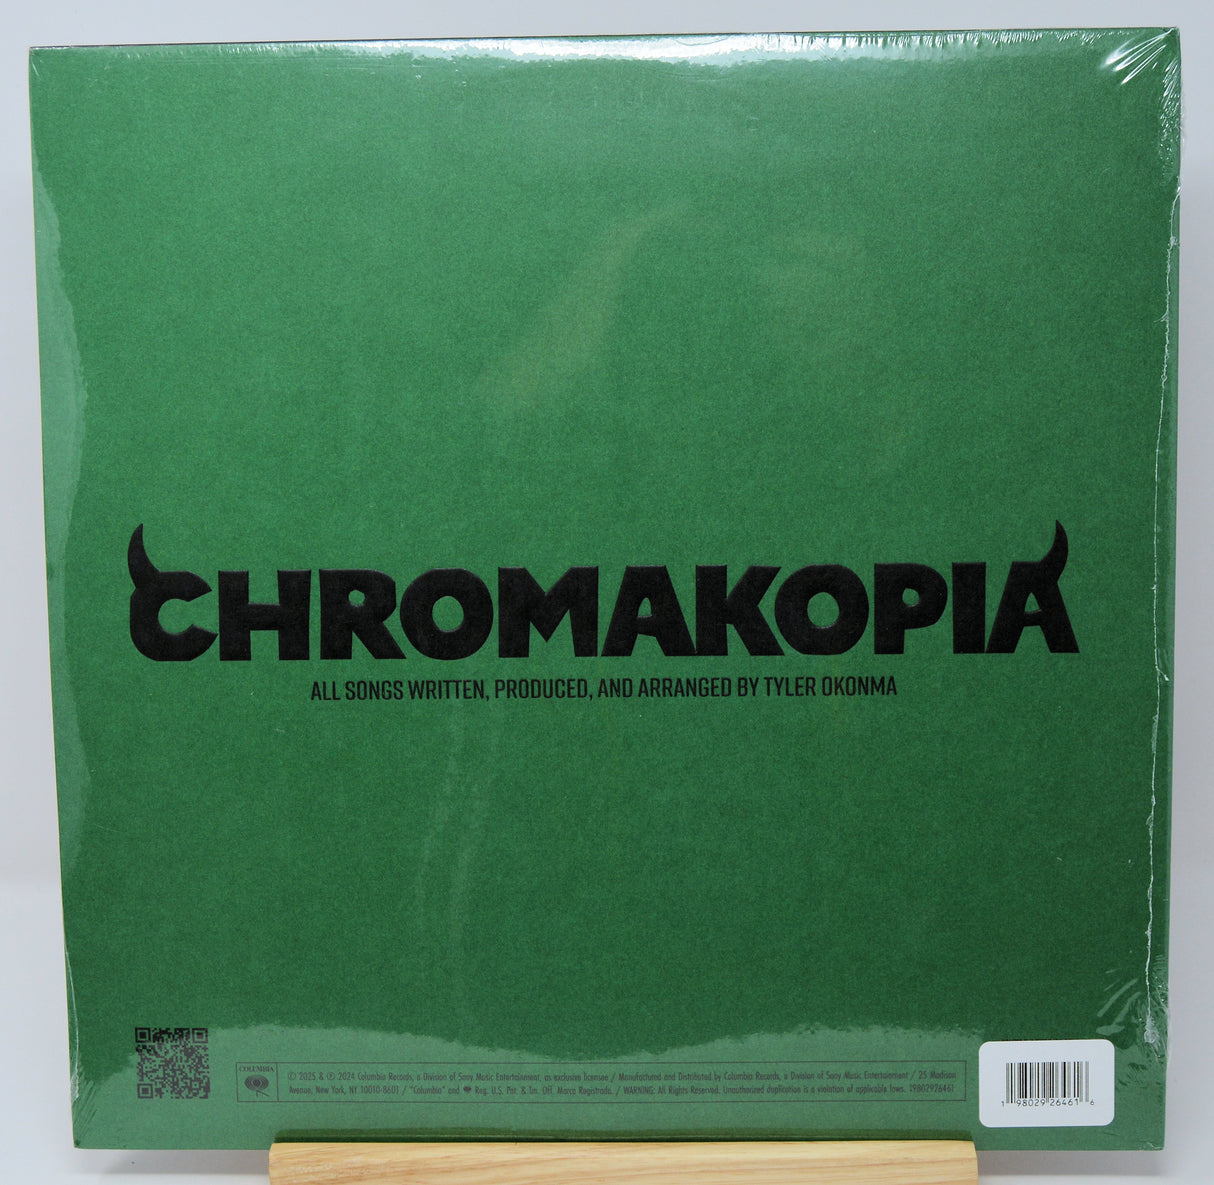 CHROMAKOPIA
ALL SONGS WRITTEN, PRODUCED, AND ARRANGED BY TYLER OKONMA
COLUMBIA
© 2025 & ℗ 2024 Columbia Records, a Division of Sony Music Entertainment, as exclusive licensee / Manufactured and Distributed by Columbia Records, a Division of Sony Music Entertainment / 25 Madison
Avenue, New York, NY 10010-8601 / "Columbia" and ❤ Reg. U.S. Pat. & Tm. Off. Marca Registrada. / WARNING: All Rights Reserved. Unauthorized duplication is a violation of applicable laws. 19802926461
1 98029 26461 6